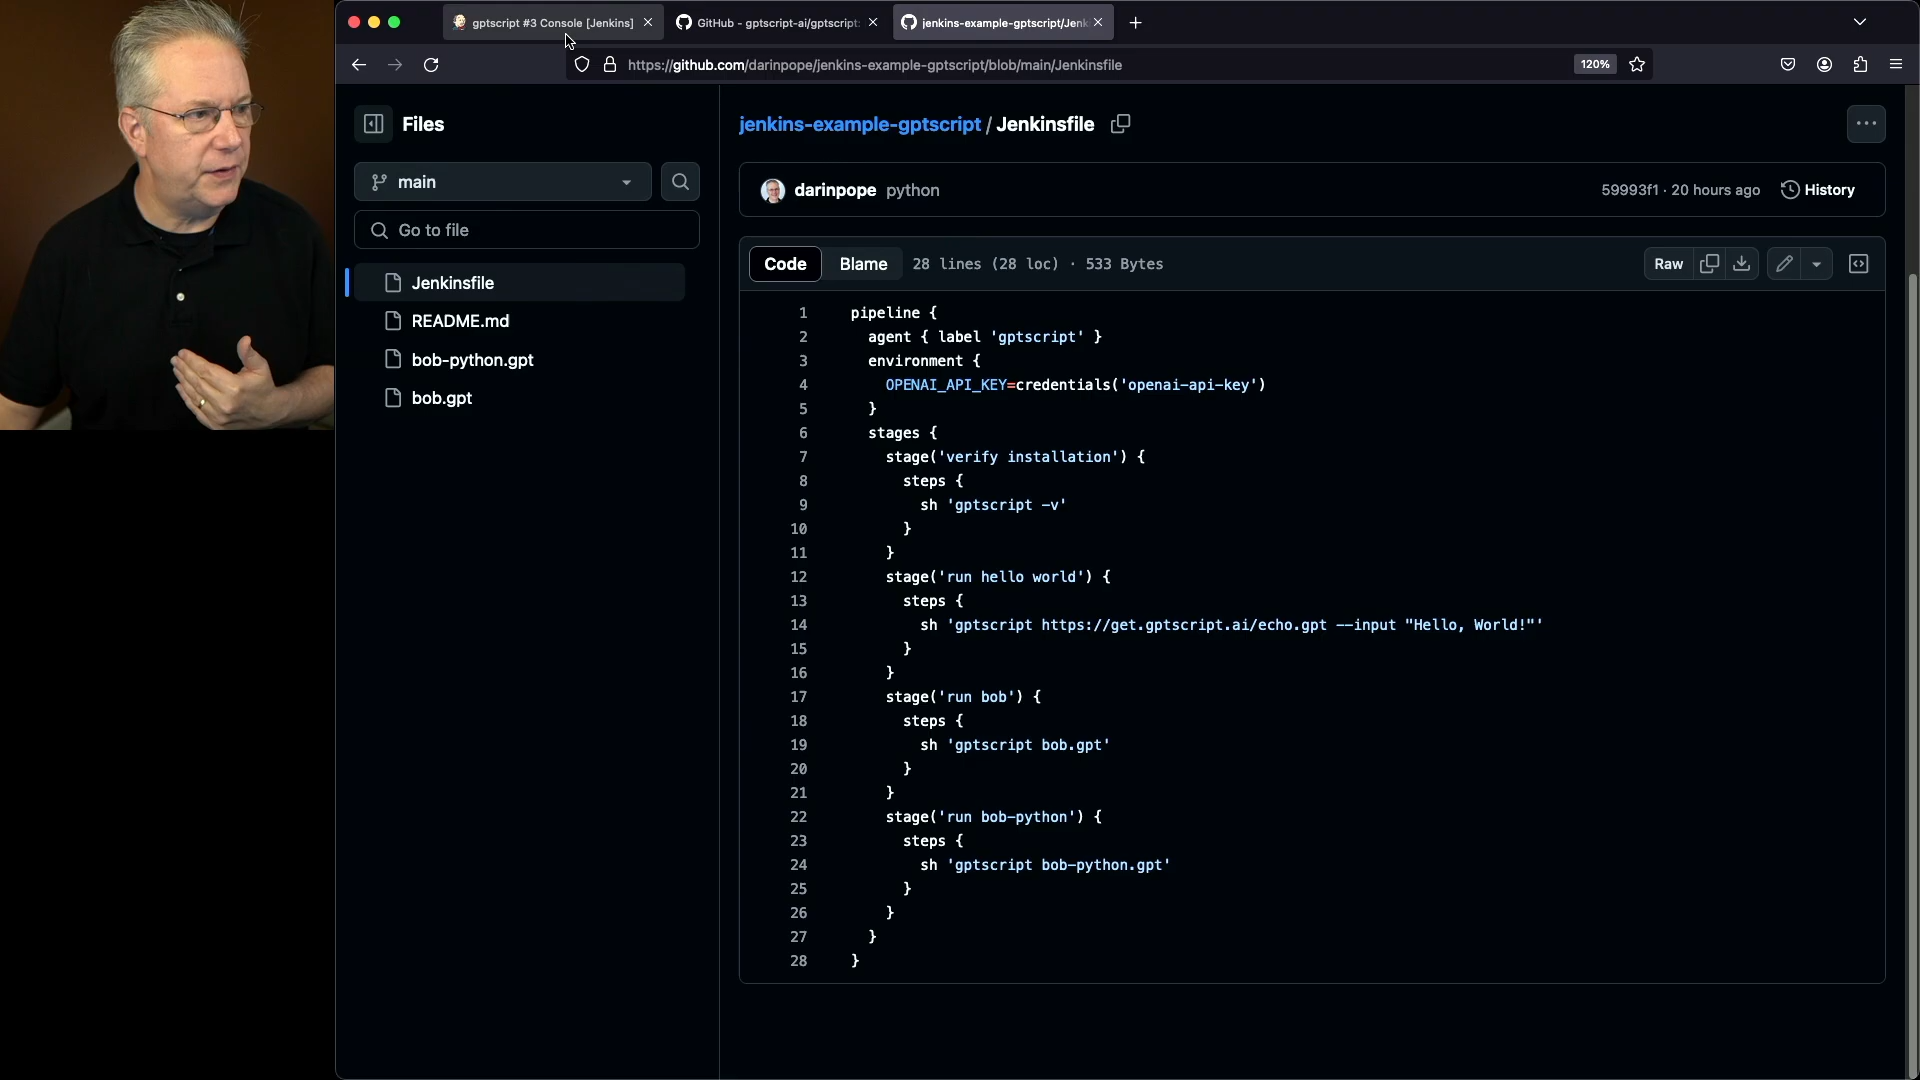 gptscript #3 Console [Jenkins]
GitHub - gptscript-ai/gptscript:
jenkins-example-gptscript/Jenk
https://github.com/darinpope/jenkins-example-gptscript/blob/main/Jenkinsfile
120%
Files
main
Go to file
Jenkinsfile
README.md
bob-python.gpt
bob.gpt
jenkins-example-gptscript / Jenkinsfile
darinpope python
59993f1 · 20 hours ago
History
Code
Blame
28 lines (28 loc) · 533 Bytes
Raw
1 pipeline {
2 agent { label 'gptscript' }
3 environment {
4 OPENAI_API_KEY=credentials('openai-api-key')
5 }
6 stages {
7 stage('verify installation') {
8 steps {
9 sh 'gptscript -v'
10 }
11 }
12 stage('run hello world') {
13 steps {
14 sh 'gptscript https://get.gptscript.ai/echo.gpt --input "Hello, World!"'
15 }
16 }
17 stage('run bob') {
18 steps {
19 sh 'gptscript bob.gpt'
20 }
21 }
22 stage('run bob-python') {
23 steps {
24 sh 'gptscript bob-python.gpt'
25 }
26 }
27 }
28 }